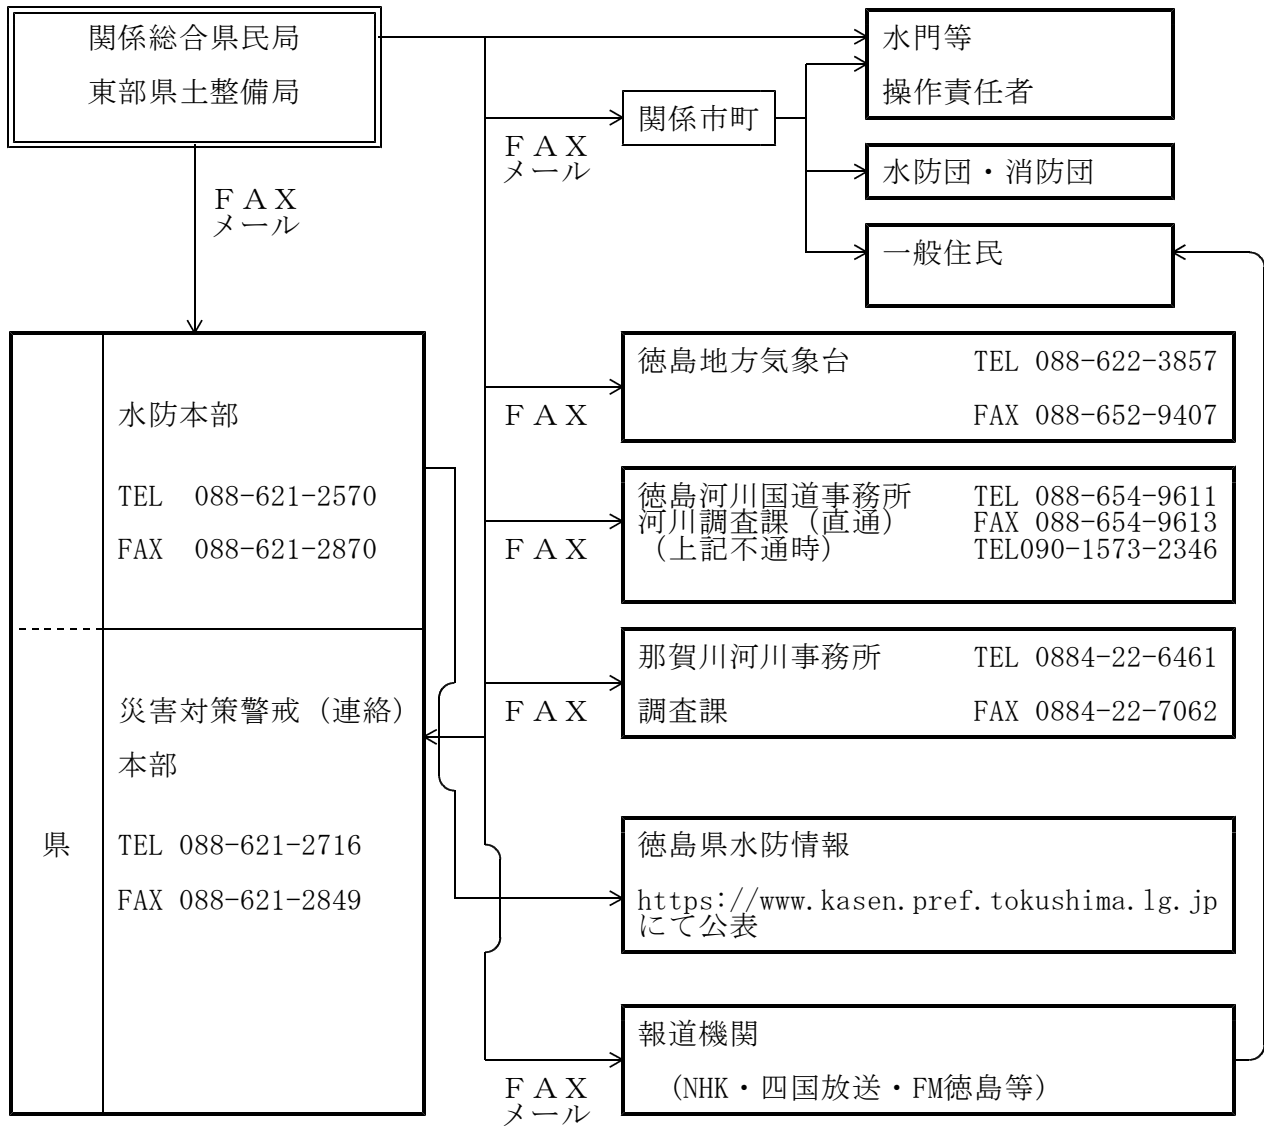 関係総合県民局
東部県土整備局
ＦＡＸ
メール
水門等
操作責任者
関係市町
ＦＡＸ
メール
水防団・消防団
一般住民
県
水防本部
TEL 088-621-2570
FAX 088-621-2870
災害対策警戒（連絡）
本部
TEL 088-621-2716
FAX 088-621-2849
徳島地方気象台 TEL 088-622-3857
FAX 088-652-9407
ＦＡＸ
徳島河川国道事務所 TEL 088-654-9611
河川調査課（直通） FAX 088-654-9613
（上記不通時） TEL090-1573-2346
ＦＡＸ
那賀川河川事務所 TEL 0884-22-6461
調査課 FAX 0884-22-7062
ＦＡＸ
徳島県水防情報
https://www.kasen.pref.tokushima.lg.jp
にて公表
報道機関
（NHK・四国放送・FM徳島等）
ＦＡＸ
メール